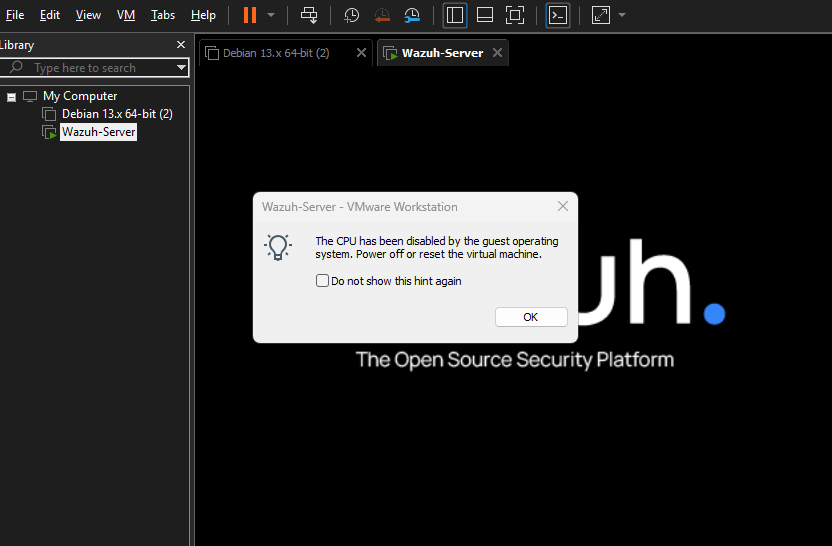 File Edit View VM Tabs Help
Library
Type here to search
My Computer
Debian 13.x 64-bit (2)
Wazuh-Server
Debian 13.x 64-bit (2)
Wazuh-Server
Wazuh-Server - VMware Workstation
The CPU has been disabled by the guest operating
system. Power off or reset the virtual machine.
Do not show this hint again
OK
uh.
The Open Source Security Platform